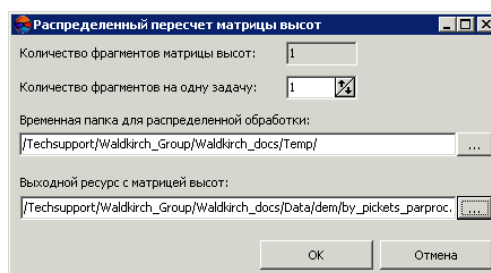 Распределенный пересчет матрицы высот
Количество фрагментов матрицы высот: 1
Количество фрагментов на одну задачу: 1
Временная папка для распределенной обработки:
/Techsupport/Waldkirch_Group/Waldkirch_docs/Temp/ ...
Выходной ресурс с матрицей высот:
/Techsupport/Waldkirch_Group/Waldkirch_docs/Data/dem/by_pickets_parproc. ...
OK Отмена